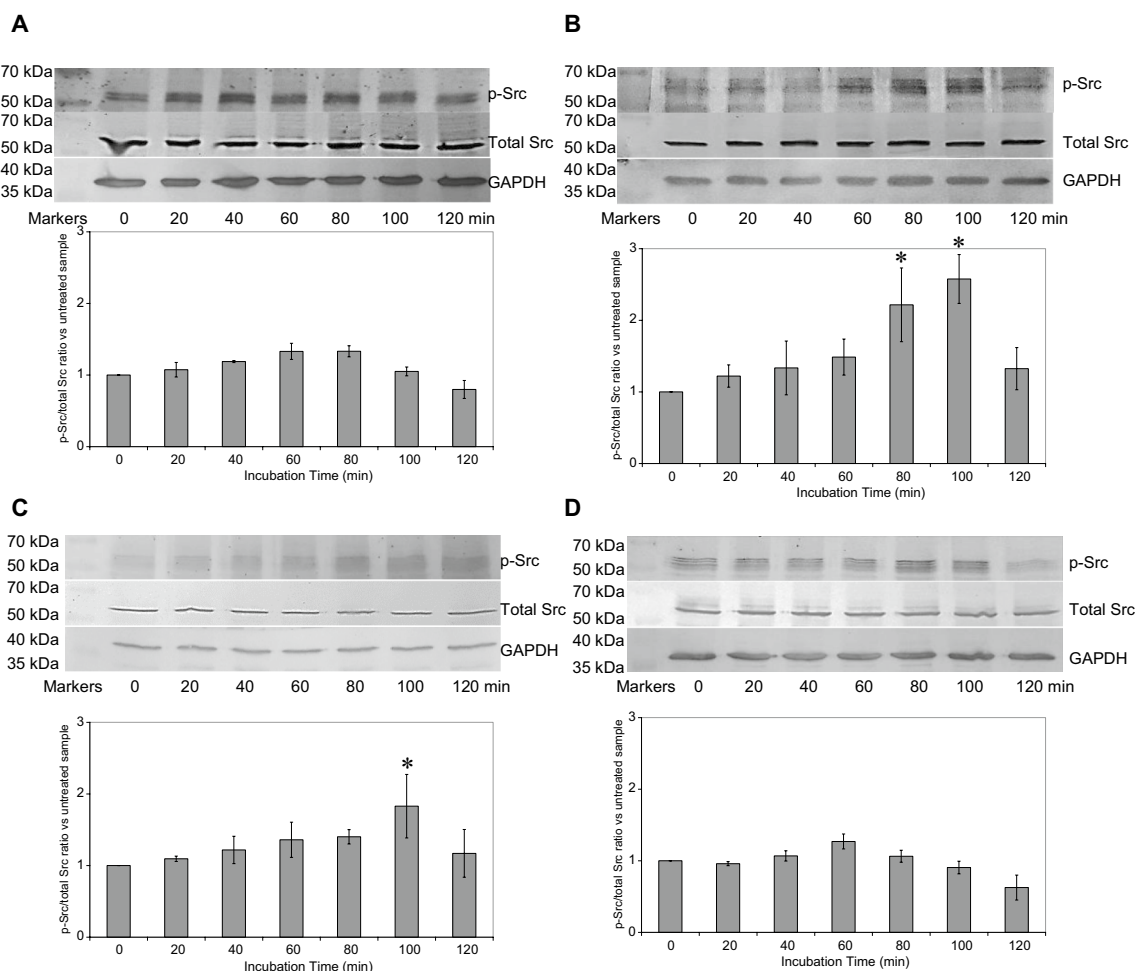 A
70 kDa
p-Src
50 kDa
70 kDa
Total Src
50 kDa
40 kDa
GAPDH
35 kDa
Markers 0 20 40 60 80 100 120 min
p-Src/total Src ratio vs untreated sample
3
2
1
0
0 20 40 60 80 100 120
Incubation Time (min)
B
70 kDa
p-Src
50 kDa
70 kDa
Total Src
50 kDa
40 kDa
GAPDH
35 kDa
Markers 0 20 40 60 80 100 120 min
p-Src/total Src ratio vs untreated sample
3
* *
2
1
0
0 20 40 60 80 100 120
Incubation Time (min)
C
70 kDa
p-Src
50 kDa
70 kDa
Total Src
50 kDa
40 kDa
GAPDH
35 kDa
Markers 0 20 40 60 80 100 120 min
p-Src/total Src ratio vs untreated sample
3
*
2
1
0
0 20 40 60 80 100 120
Incubation Time (min)
D
70 kDa
p-Src
50 kDa
70 kDa
Total Src
50 kDa
40 kDa
GAPDH
35 kDa
Markers 0 20 40 60 80 100 120 min
p-Src/total Src ratio vs untreated sample
3
2
1
0
0 20 40 60 80 100 120
Incubation Time (min)